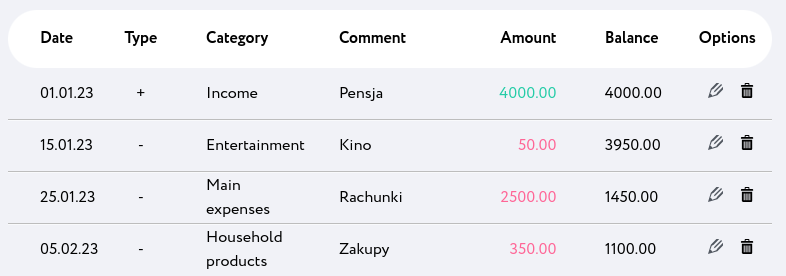 Date Type Category Comment Amount Balance Options
01.01.23 + Income Pensja 4000.00 4000.00
15.01.23 - Entertainment Kino 50.00 3950.00
25.01.23 - Main expenses Rachunki 2500.00 1450.00
05.02.23 - Household products Zakupy 350.00 1100.00